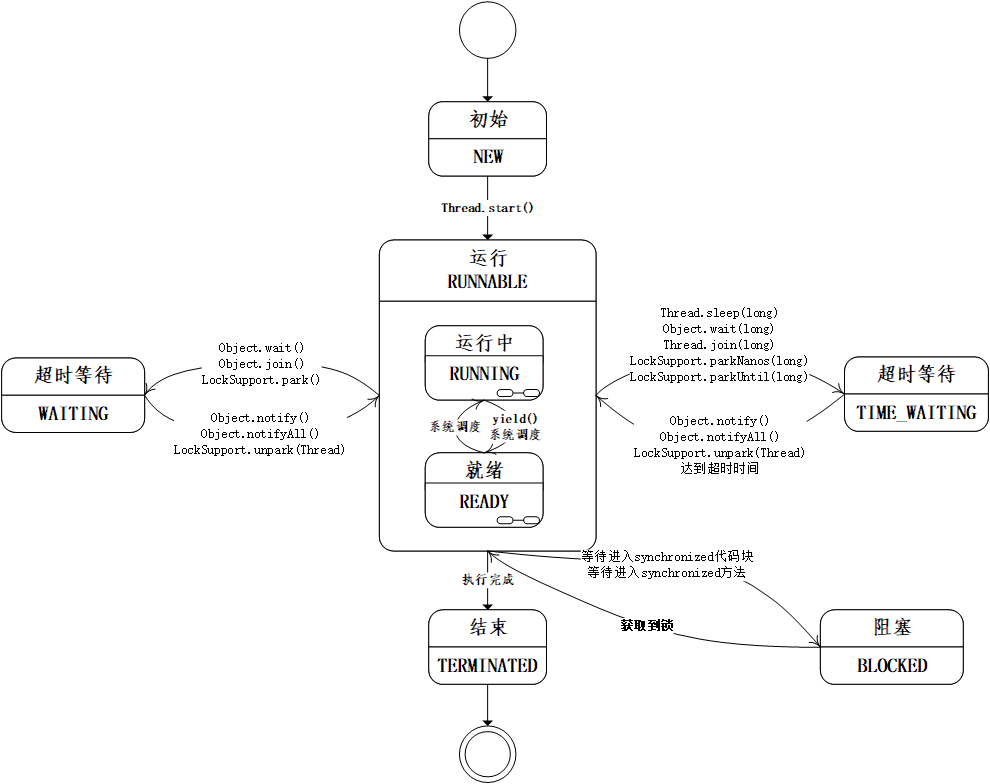 初始
NEW
Thread.start()
运行
RUNNABLE
运行中
RUNNING
系统调度
yield()
系统调度
就绪
READY
Object.wait()
Object.join()
LockSupport.park()
超时等待
WAITING
Object.notify()
Object.notifyAll()
LockSupport.unpark(Thread)
Thread.sleep(long)
Object.wait(long)
Thread.join(long)
LockSupport.parkNanos(long)
LockSupport.parkUntil(long)
超时等待
TIME_WAITING
Object.notify()
Object.notifyAll()
LockSupport.unpark(Thread)
达到超时时间
等待进入synchronized代码块
等待进入synchronized方法
执行完成
获取到锁
结束
TERMINATED
阻塞
BLOCKED